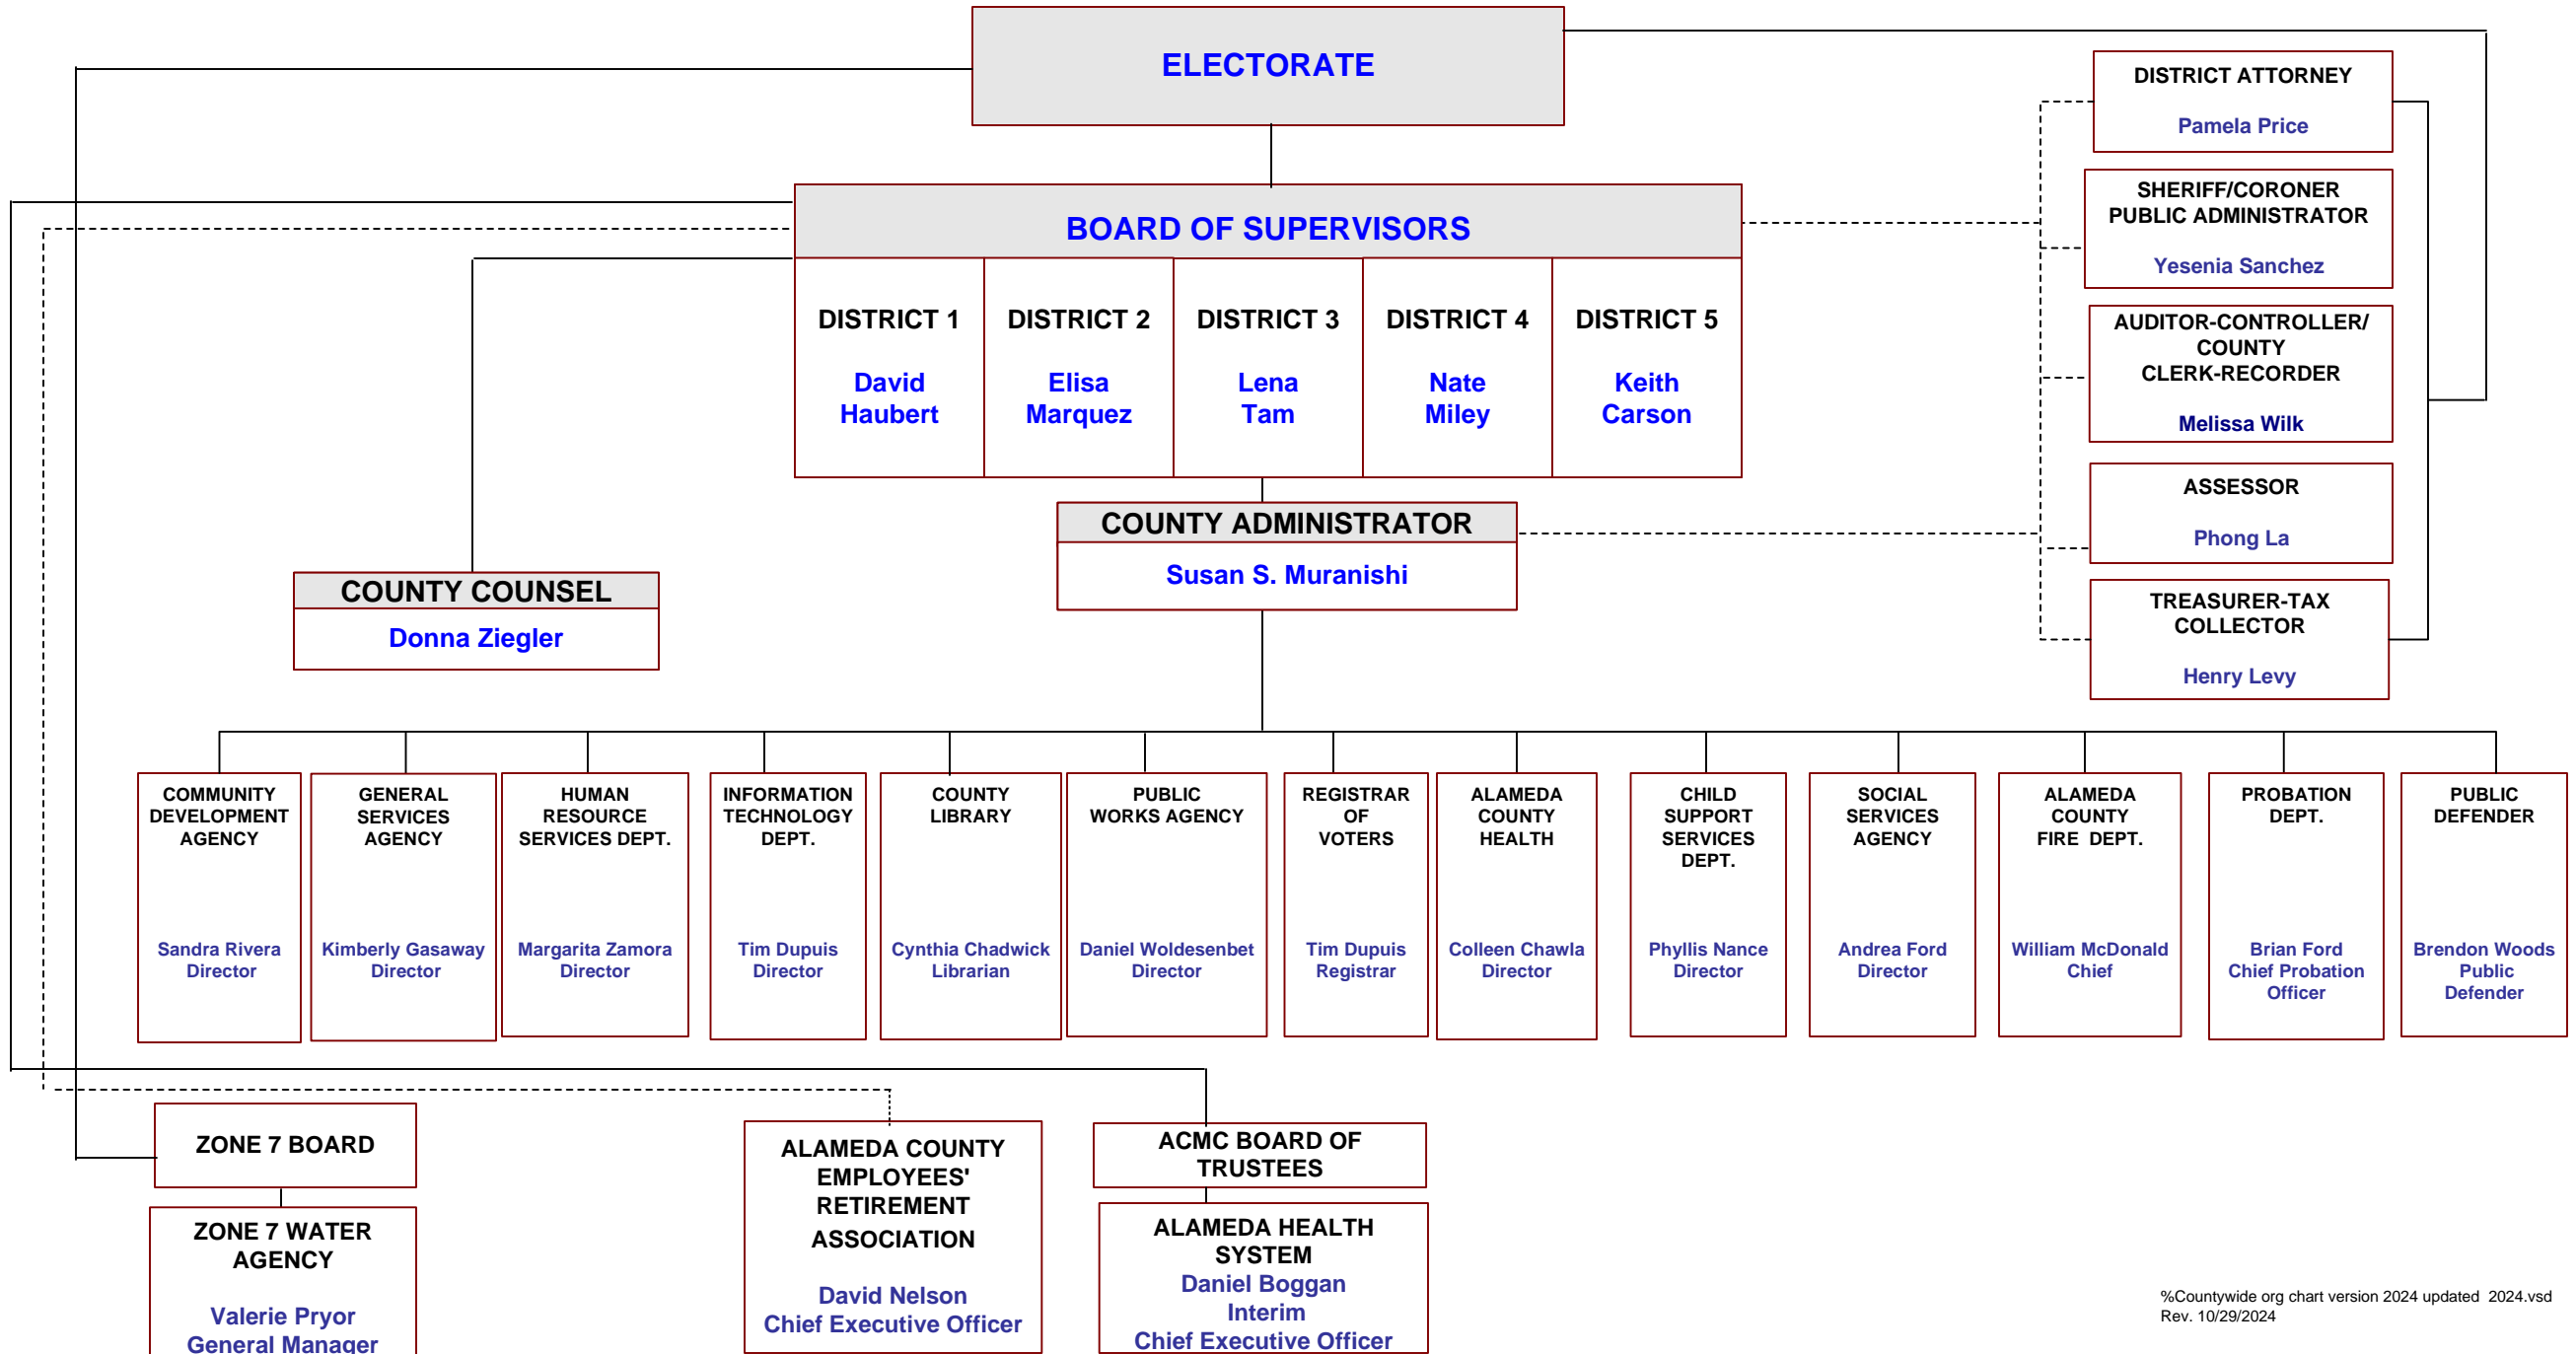 ELECTORATE
DISTRICT ATTORNEY
Pamela Price
SHERIFF/CORONER
PUBLIC ADMINISTRATOR
Yesenia Sanchez
AUDITOR-CONTROLLER/
COUNTY
CLERK-RECORDER
Melissa Wilk
ASSESSOR
Phong La
TREASURER-TAX
COLLECTOR
Henry Levy
BOARD OF SUPERVISORS
DISTRICT 1
David
Haubert
DISTRICT 2
Elisa
Marquez
DISTRICT 3
Lena
Tam
DISTRICT 4
Nate
Miley
DISTRICT 5
Keith
Carson
COUNTY ADMINISTRATOR
Susan S. Muranishi
COUNTY COUNSEL
Donna Ziegler
COMMUNITY
DEVELOPMENT
AGENCY
Sandra Rivera
Director
GENERAL
SERVICES
AGENCY
Kimberly Gasaway
Director
HUMAN
RESOURCE
SERVICES DEPT.
Margarita Zamora
Director
INFORMATION
TECHNOLOGY
DEPT.
Tim Dupuis
Director
COUNTY
LIBRARY
Cynthia Chadwick
Librarian
PUBLIC
WORKS AGENCY
Daniel Woldesenbet
Director
REGISTRAR
OF
VOTERS
Tim Dupuis
Registrar
ALAMEDA
COUNTY
HEALTH
Colleen Chawla
Director
CHILD
SUPPORT
SERVICES
DEPT.
Phyllis Nance
Director
SOCIAL
SERVICES
AGENCY
Andrea Ford
Director
ALAMEDA
COUNTY
FIRE DEPT.
William McDonald
Chief
PROBATION
DEPT.
Brian Ford
Chief Probation
Officer
PUBLIC
DEFENDER
Brendon Woods
Public
Defender
ZONE 7 BOARD
ZONE 7 WATER
AGENCY
Valerie Pryor
General Manager
ALAMEDA COUNTY
EMPLOYEES'
RETIREMENT
ASSOCIATION
David Nelson
Chief Executive Officer
ACMC BOARD OF
TRUSTEES
ALAMEDA HEALTH
SYSTEM
Daniel Boggan
Interim
Chief Executive Officer
%Countywide org chart version 2024 updated 2024.vsd
Rev. 10/29/2024